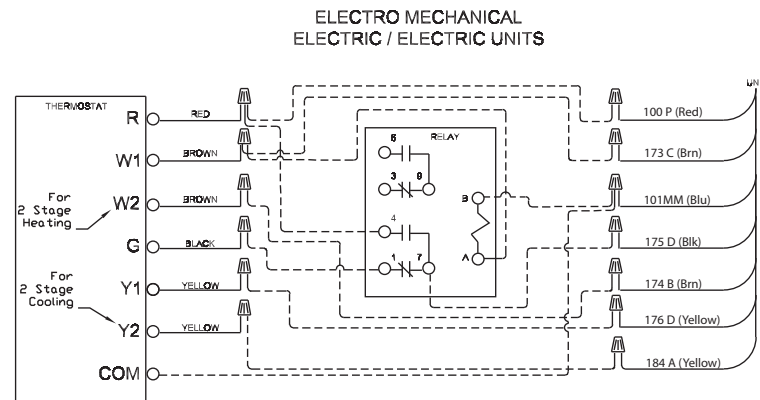 ELECTRO MECHANICAL
ELECTRIC / ELECTRIC UNITS
UN
THERMOSTAT
R RED 100 P (Red)
5 RELAY
W1 BROWN 173 C (Brn)
3 9
For
2 Stage
Heating
W2 BROWN B 101MM (Blu)
4
G BLACK 175 D (Blk)
1 7 A
For
2 Stage
Cooling
Y1 YELLOW 174 B (Brn)
176 D (Yellow)
Y2 YELLOW
184 A (Yellow)
COM